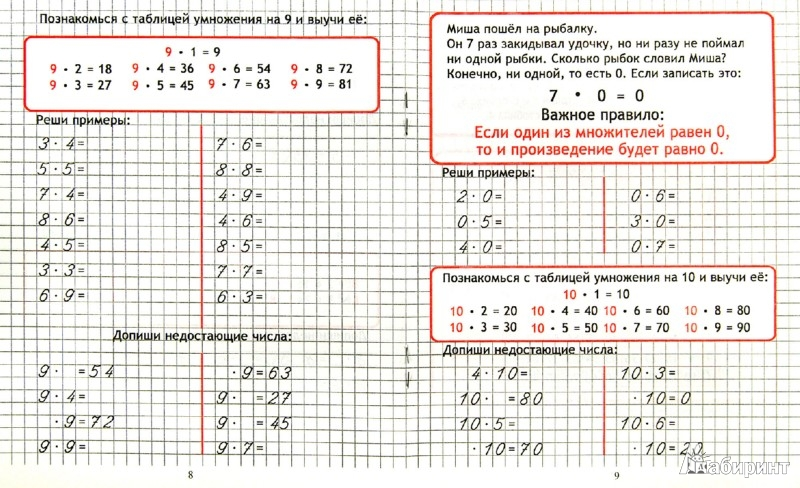 Познакомься с таблицей умножения на 9 и выучи её:
9 · 1 = 9
9 · 2 = 18 9 · 4 = 36 9 · 6 = 54 9 · 8 = 72
9 · 3 = 27 9 · 5 = 45 9 · 7 = 63 9 · 9 = 81
Реши примеры:
3 · 4 = 7 · 6 =
5 · 5 = 8 · 8 =
7 · 4 = 4 · 9 =
8 · 6 = 4 · 6 =
4 · 5 = 8 · 5 =
3 · 3 = 7 · 7 =
6 · 9 = 6 · 3 =
Допиши недостающие числа:
9 · = 54 · 9 = 63
9 · 4 = 9 · = 27
· 9 = 72 9 · = 45
9 · 9 = 9 · 7 =
8
Миша пошёл на рыбалку.
Он 7 раз закидывал удочку, но ни разу не поймал
ни одной рыбки. Сколько рыбок словил Миша?
Конечно, ни одной, то есть 0. Если записать это:
7 · 0 = 0
Важное правило:
Если один из множителей равен 0,
то и произведение будет равно 0.
Реши примеры:
2 · 0 = 0 · 6 =
0 · 5 = 3 · 0 =
4 · 0 = 0 · 7 =
Познакомься с таблицей умножения на 10 и выучи её:
10 · 1 = 10
10 · 2 = 20 10 · 4 = 40 10 · 6 = 60 10 · 8 = 80
10 · 3 = 30 10 · 5 = 50 10 · 7 = 70 10 · 9 = 90
Допиши недостающие числа:
4 · 10 = 10 · 3 =
10 · = 80 · 10 = 0
10 · 5 = 10 · 6 =
· 10 = 70 · 10 = 20
9
Лабиринт